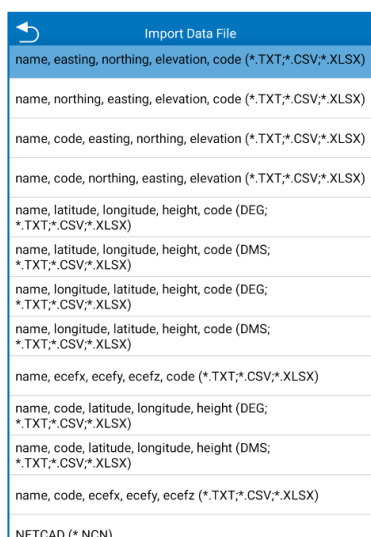 Import Data File
name, easting, northing, elevation, code (*.TXT;*.CSV;*.XLSX)
name, northing, easting, elevation, code (*.TXT;*.CSV;*.XLSX)
name, code, easting, northing, elevation (*.TXT;*.CSV;*.XLSX)
name, code, northing, easting, elevation (*.TXT;*.CSV;*.XLSX)
name, latitude, longitude, height, code (DEG;
*.TXT;*.CSV;*.XLSX)
name, latitude, longitude, height, code (DMS;
*.TXT;*.CSV;*.XLSX)
name, longitude, latitude, height, code (DEG;
*.TXT;*.CSV;*.XLSX)
name, longitude, latitude, height, code (DMS;
*.TXT;*.CSV;*.XLSX)
name, ecefx, ecefy, ecefz, code (*.TXT;*.CSV;*.XLSX)
name, code, latitude, longitude, height (DEG;
*.TXT;*.CSV;*.XLSX)
name, code, latitude, longitude, height (DMS;
*.TXT;*.CSV;*.XLSX)
name, code, ecefx, ecefy, ecefz (*.TXT;*.CSV;*.XLSX)
NETCAD (*.NCN)